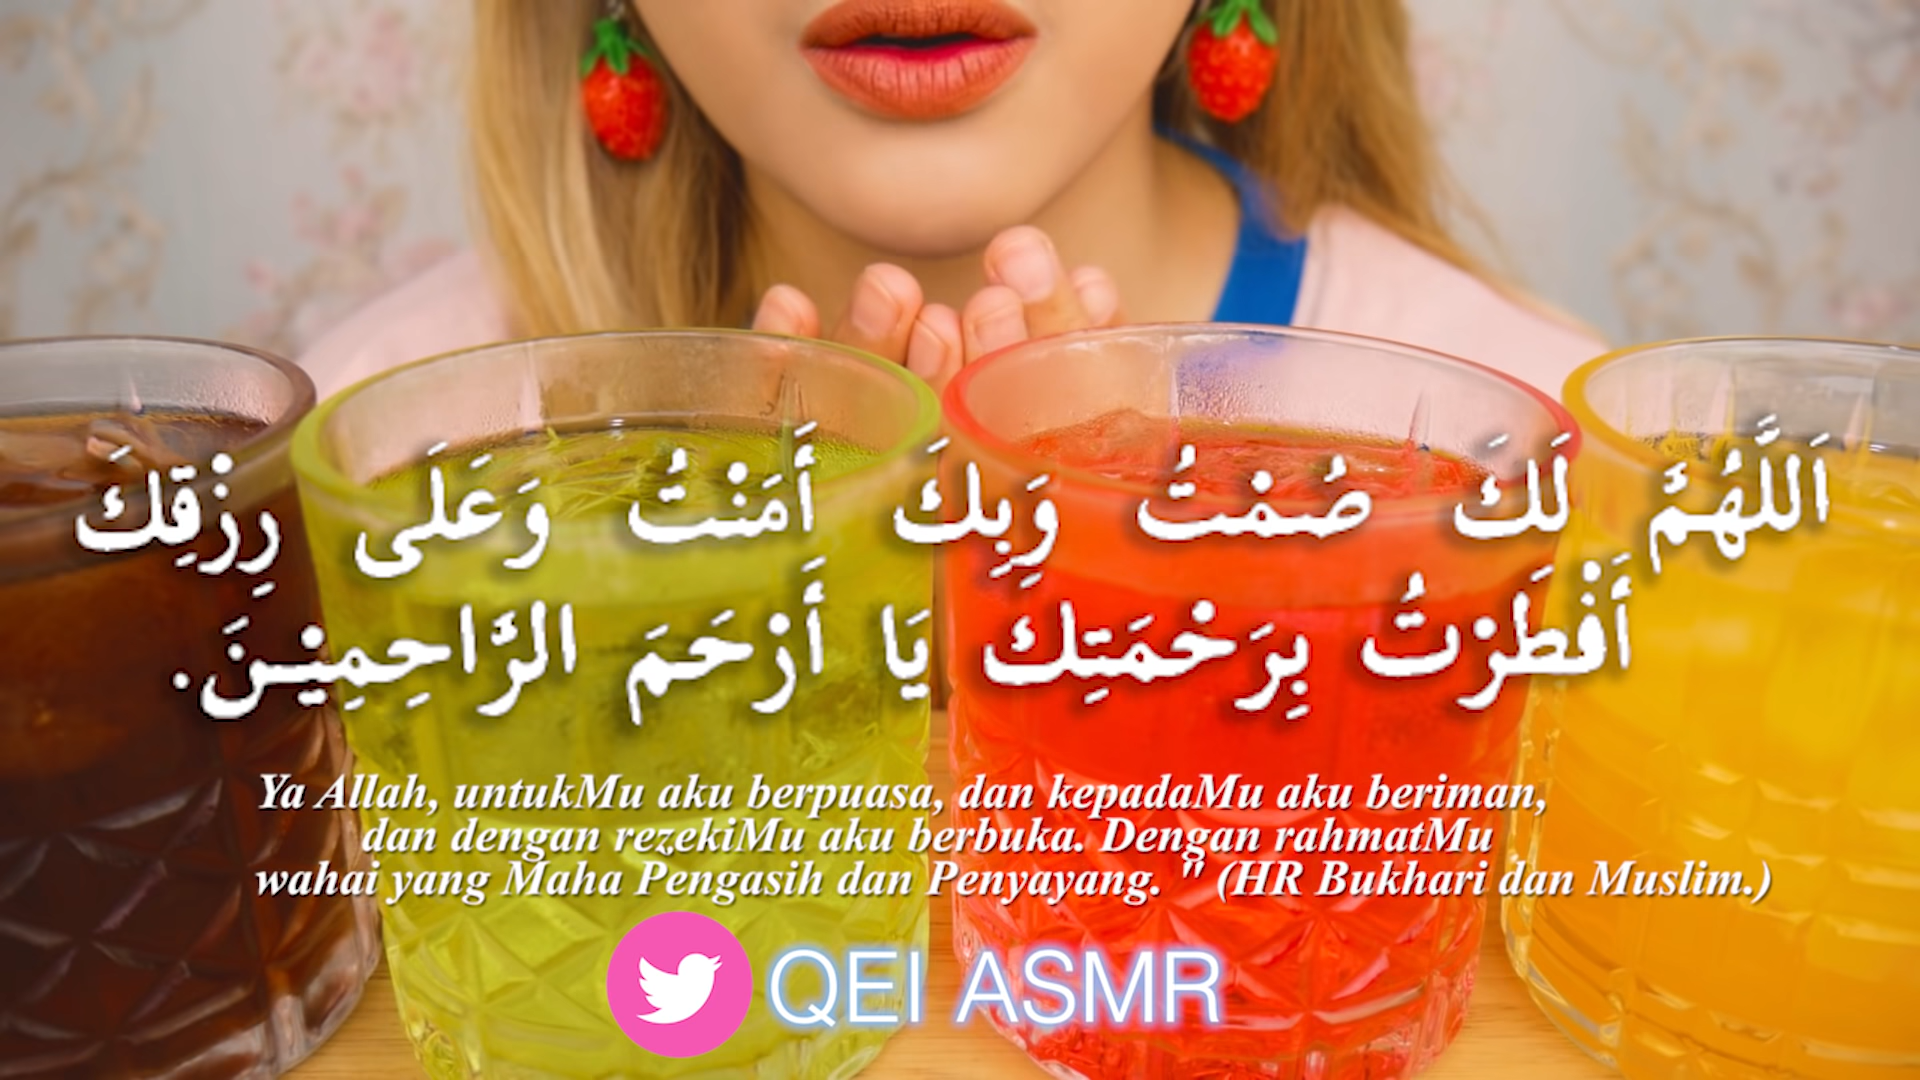 اَللَّهُمَّ لَكَ صُمْتُ وَبِكَ أَمَنْتُ وَعَلَى رِزْقِكَ
أَفْطَرْتُ بِرَحْمَتِكَ يَا أَرْحَمَ الرَّاحِمِيْنَ.
Ya Allah, untukMu aku berpuasa, dan kepadaMu aku beriman,
dan dengan rezekiMu aku berbuka. Dengan rahmatMu
wahai yang Maha Pengasih dan Penyayang. " (HR Bukhari dan Muslim.)
QEI ASMR